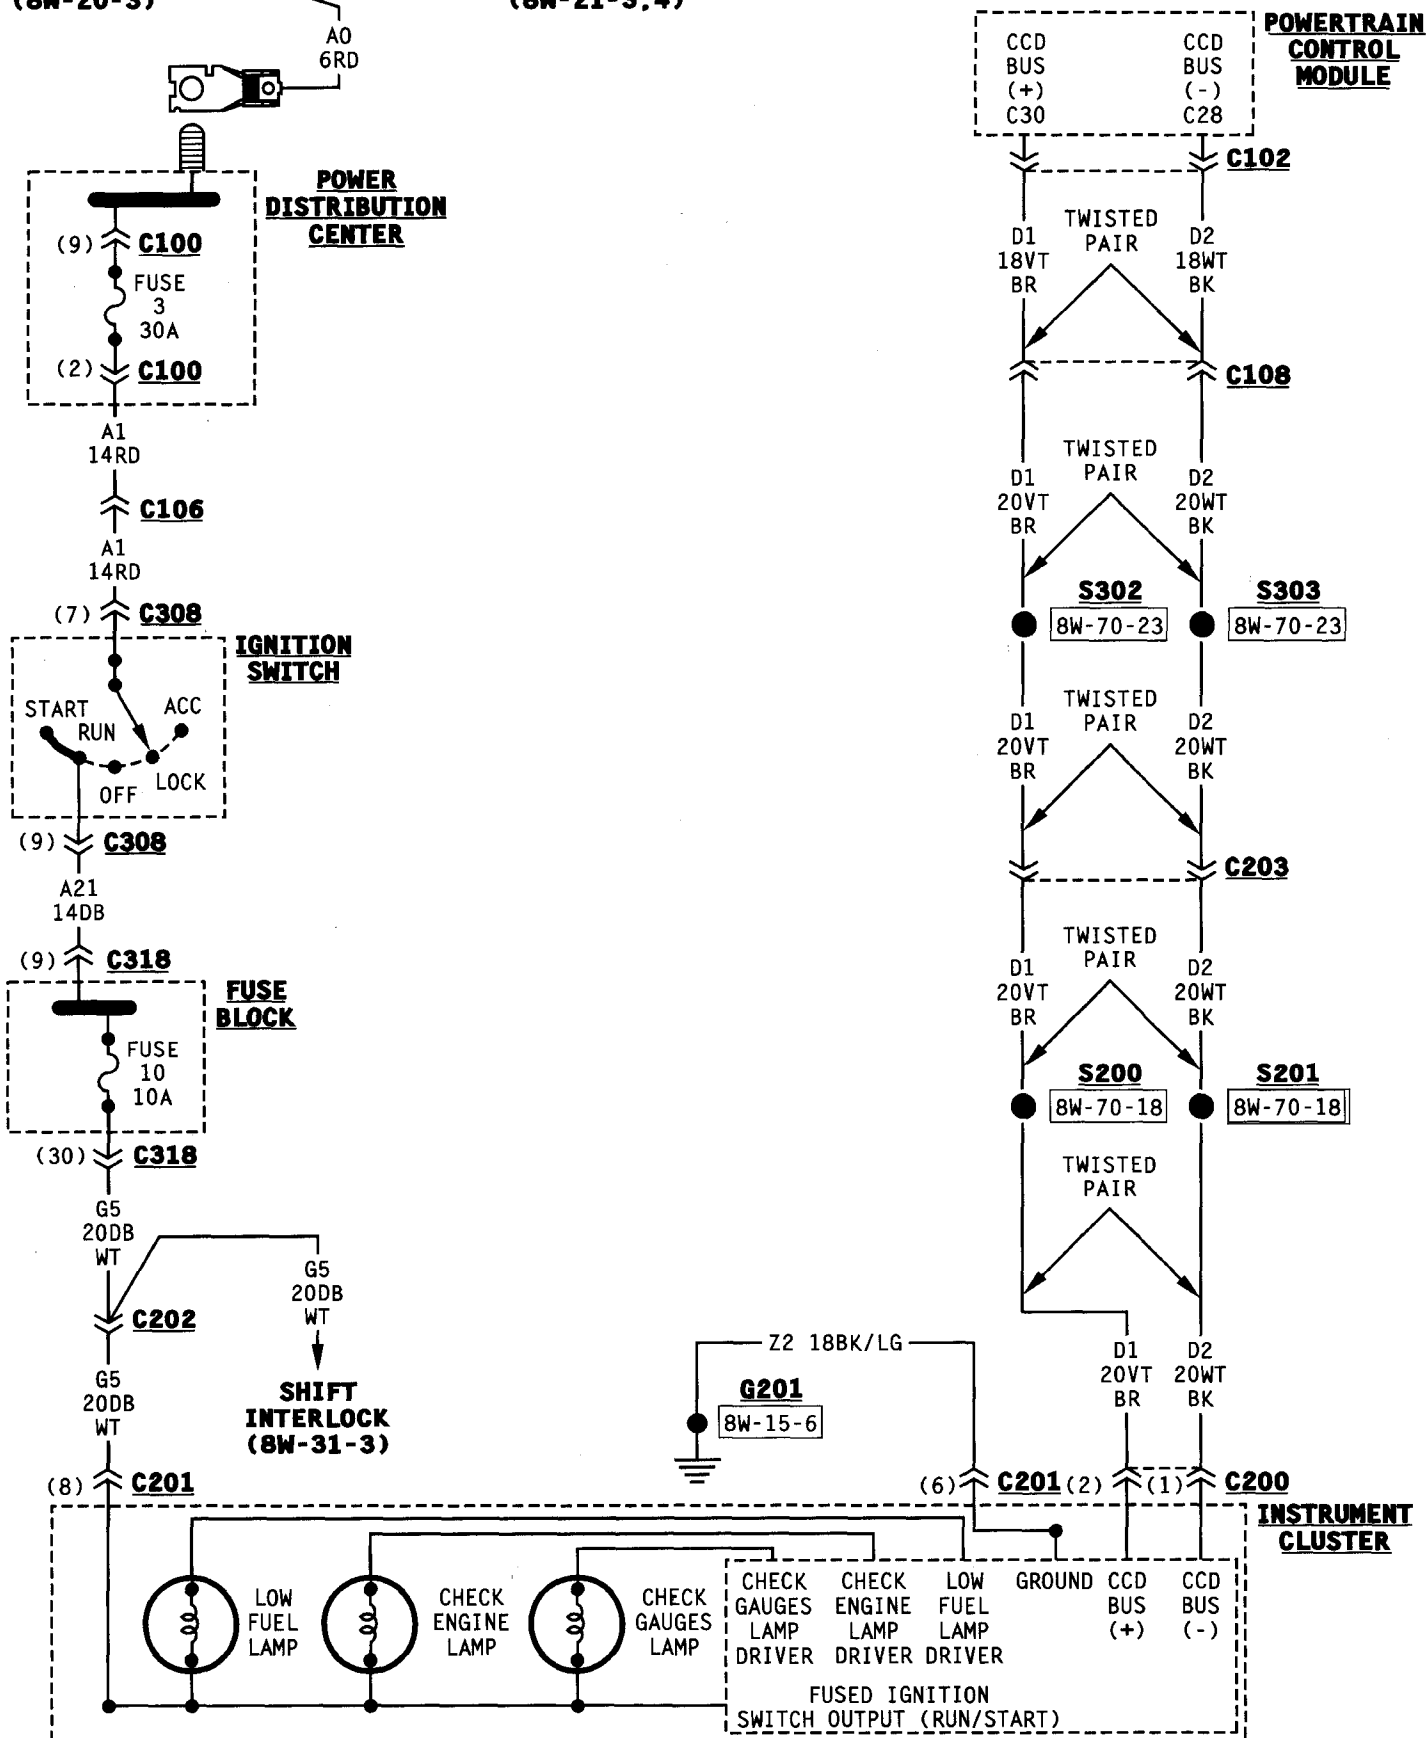 (8W-20-3)
(8W-21-3,4)
A0
6RD
POWER
DISTRIBUTION
CENTER
(9) C100
FUSE
3
30A
(2) C100
A1
14RD
C106
A1
14RD
(7) C308
IGNITION
SWITCH
START
RUN
ACC
OFF
LOCK
(9) C308
A21
14DB
(9) C318
FUSE
BLOCK
FUSE
10
10A
(30) C318
G5
20DB
WT
G5
20DB
WT
C202
SHIFT
INTERLOCK
(8W-31-3)
G5
20DB
WT
(8) C201
POWERTRAIN
CONTROL
MODULE
CCD
BUS
(+)
C30
CCD
BUS
(-)
C28
C102
TWISTED
PAIR
D1
18VT
BR
D2
18WT
BK
C108
TWISTED
PAIR
D1
20VT
BR
D2
20WT
BK
S302
8W-70-23
S303
8W-70-23
TWISTED
PAIR
D1
20VT
BR
D2
20WT
BK
C203
TWISTED
PAIR
D1
20VT
BR
D2
20WT
BK
S200
8W-70-18
S201
8W-70-18
TWISTED
PAIR
D1
20VT
BR
D2
20WT
BK
Z2 18BK/LG
G201
8W-15-6
(6) C201 (2) (1) C200
INSTRUMENT
CLUSTER
LOW
FUEL
LAMP
CHECK
ENGINE
LAMP
CHECK
GAUGES
LAMP
CHECK
GAUGES
LAMP
DRIVER
CHECK
ENGINE
LAMP
DRIVER
LOW
FUEL
LAMP
DRIVER
GROUND
CCD
BUS
(+)
CCD
BUS
(-)
FUSED IGNITION
SWITCH OUTPUT (RUN/START)